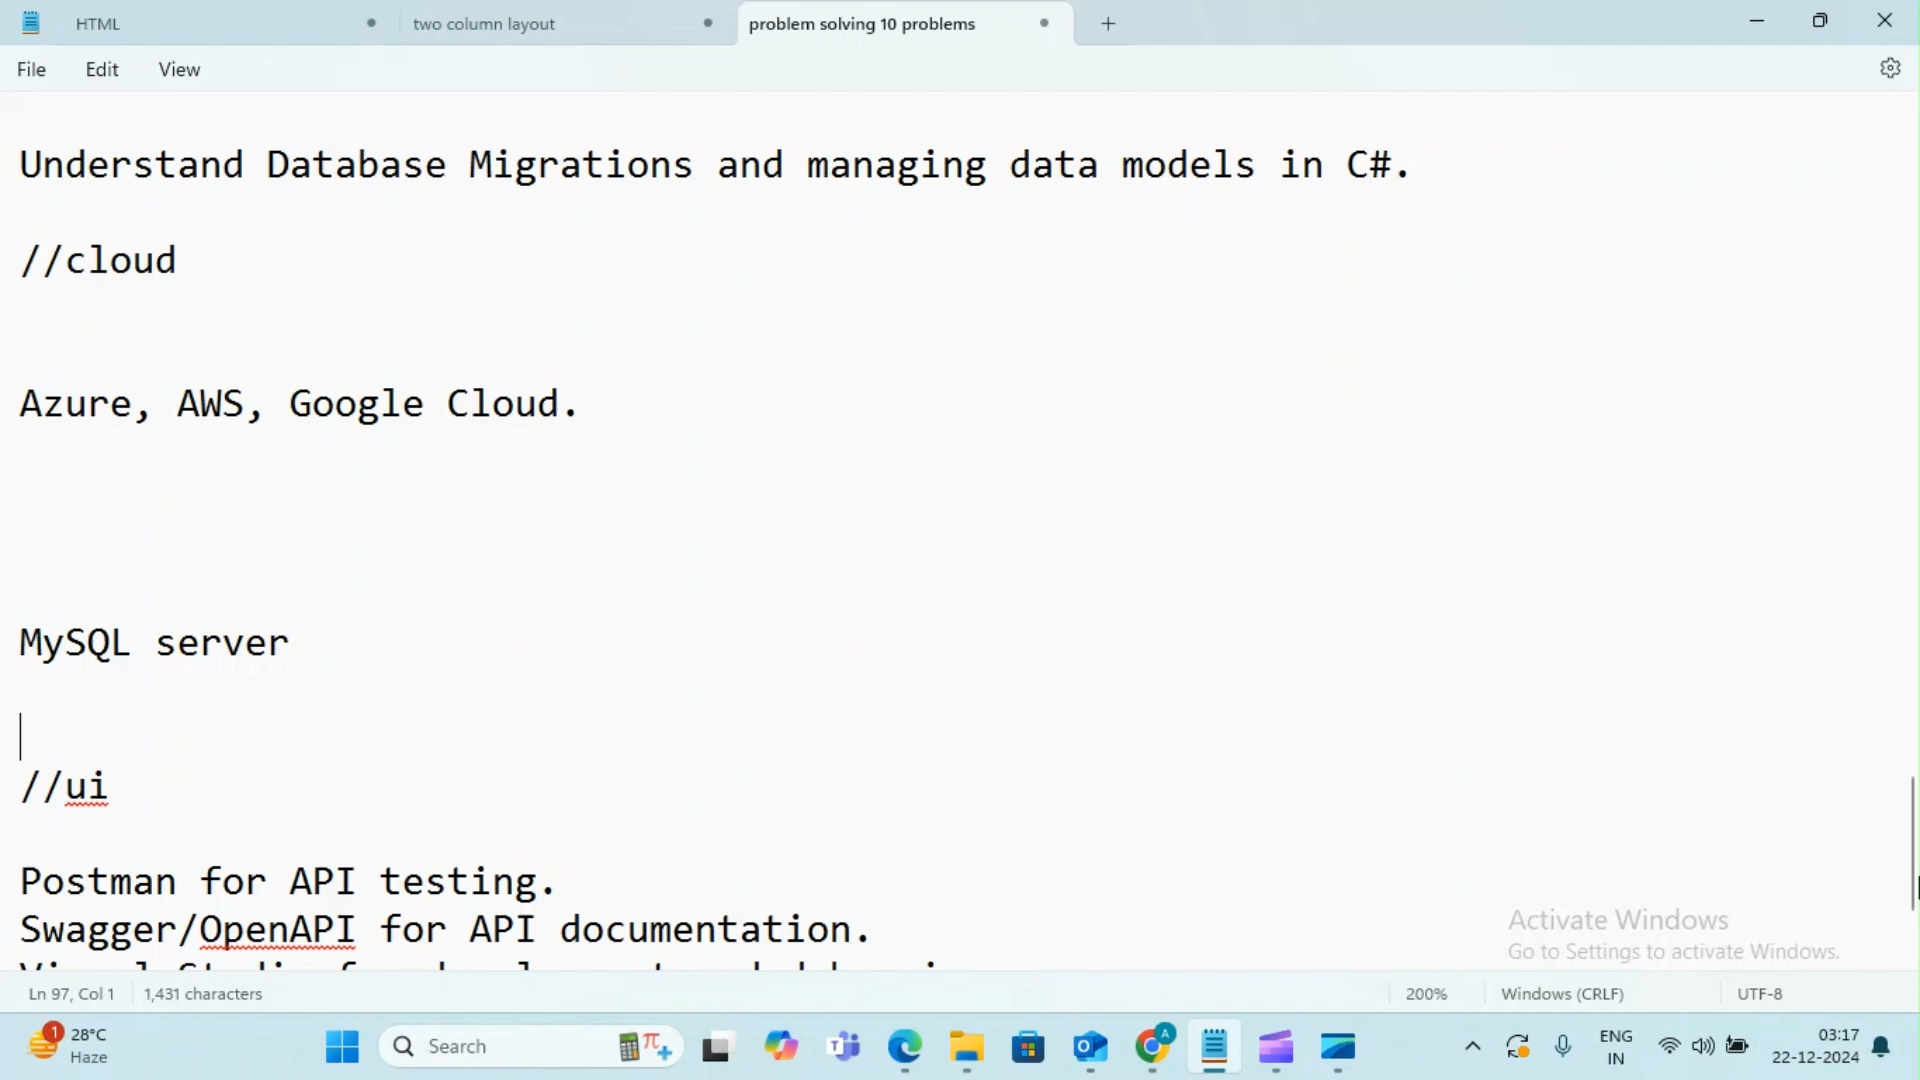 HTML
two column layout
problem solving 10 problems
File Edit View
Understand Database Migrations and managing data models in C#.
//cloud
Azure, AWS, Google Cloud.
MySQL server
//ui
Postman for API testing.
Swagger/OpenAPI for API documentation.
Activate Windows
Go to Settings to activate Windows.
Ln 97, Col 1
1,431 characters
200%
Windows (CRLF)
UTF-8
1
28°C
Haze
Search
A
ENG
IN
03:17
22-12-2024